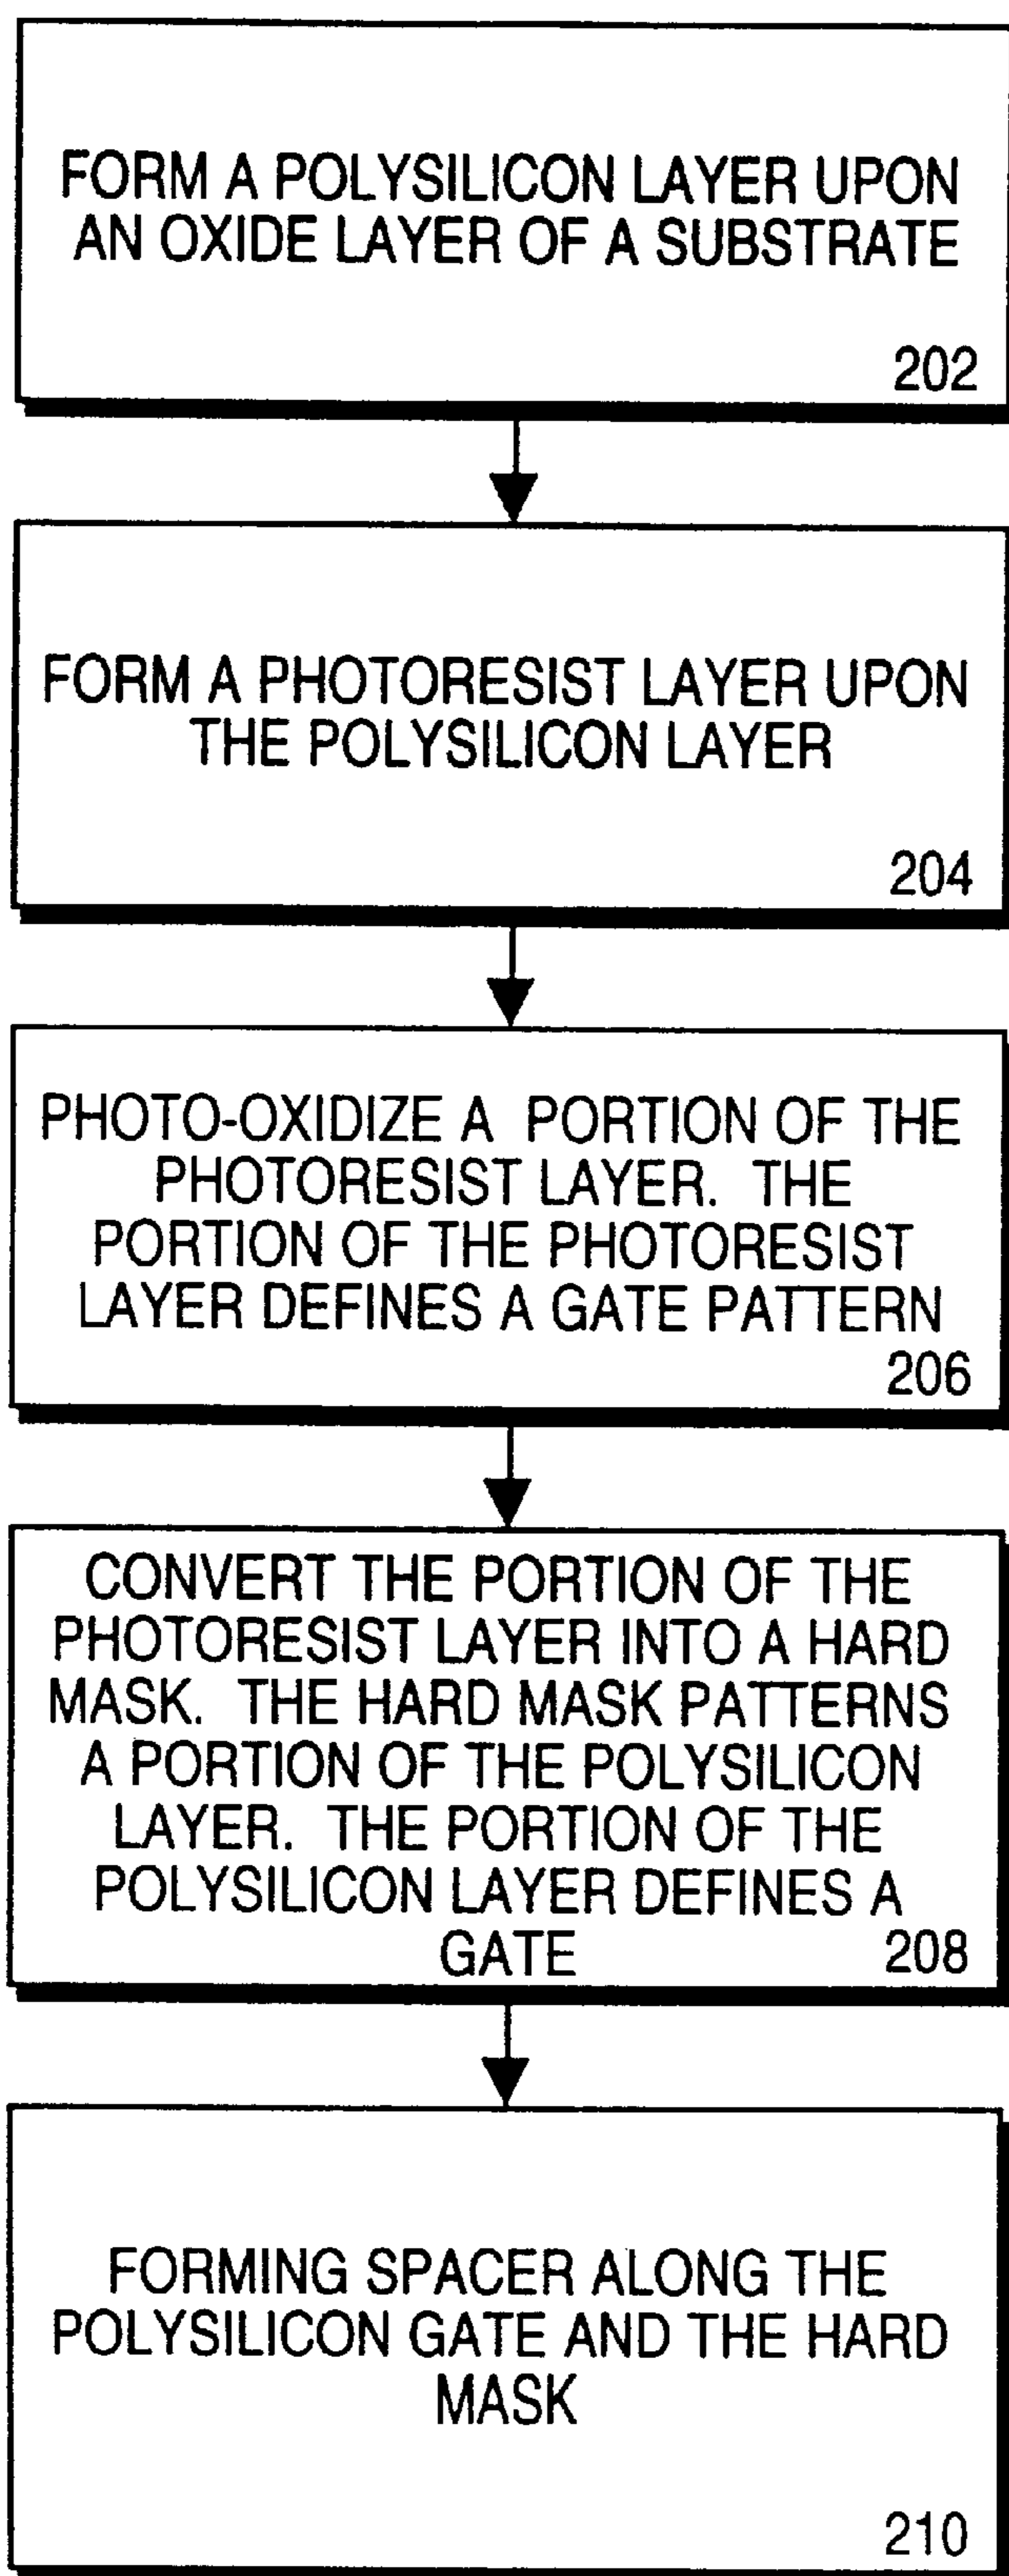 FORM A POLYSILICON LAYER UPON
AN OXIDE LAYER OF A SUBSTRATE
202
FORM A PHOTORESIST LAYER UPON
THE POLYSILICON LAYER
204
PHOTO-OXIDIZE A PORTION OF THE
PHOTORESIST LAYER. THE
PORTION OF THE PHOTORESIST
LAYER DEFINES A GATE PATTERN
206
CONVERT THE PORTION OF THE
PHOTORESIST LAYER INTO A HARD
MASK. THE HARD MASK PATTERNS
A PORTION OF THE POLYSILICON
LAYER. THE PORTION OF THE
POLYSILICON LAYER DEFINES A
GATE 208
FORMING SPACER ALONG THE
POLYSILICON GATE AND THE HARD
MASK
210